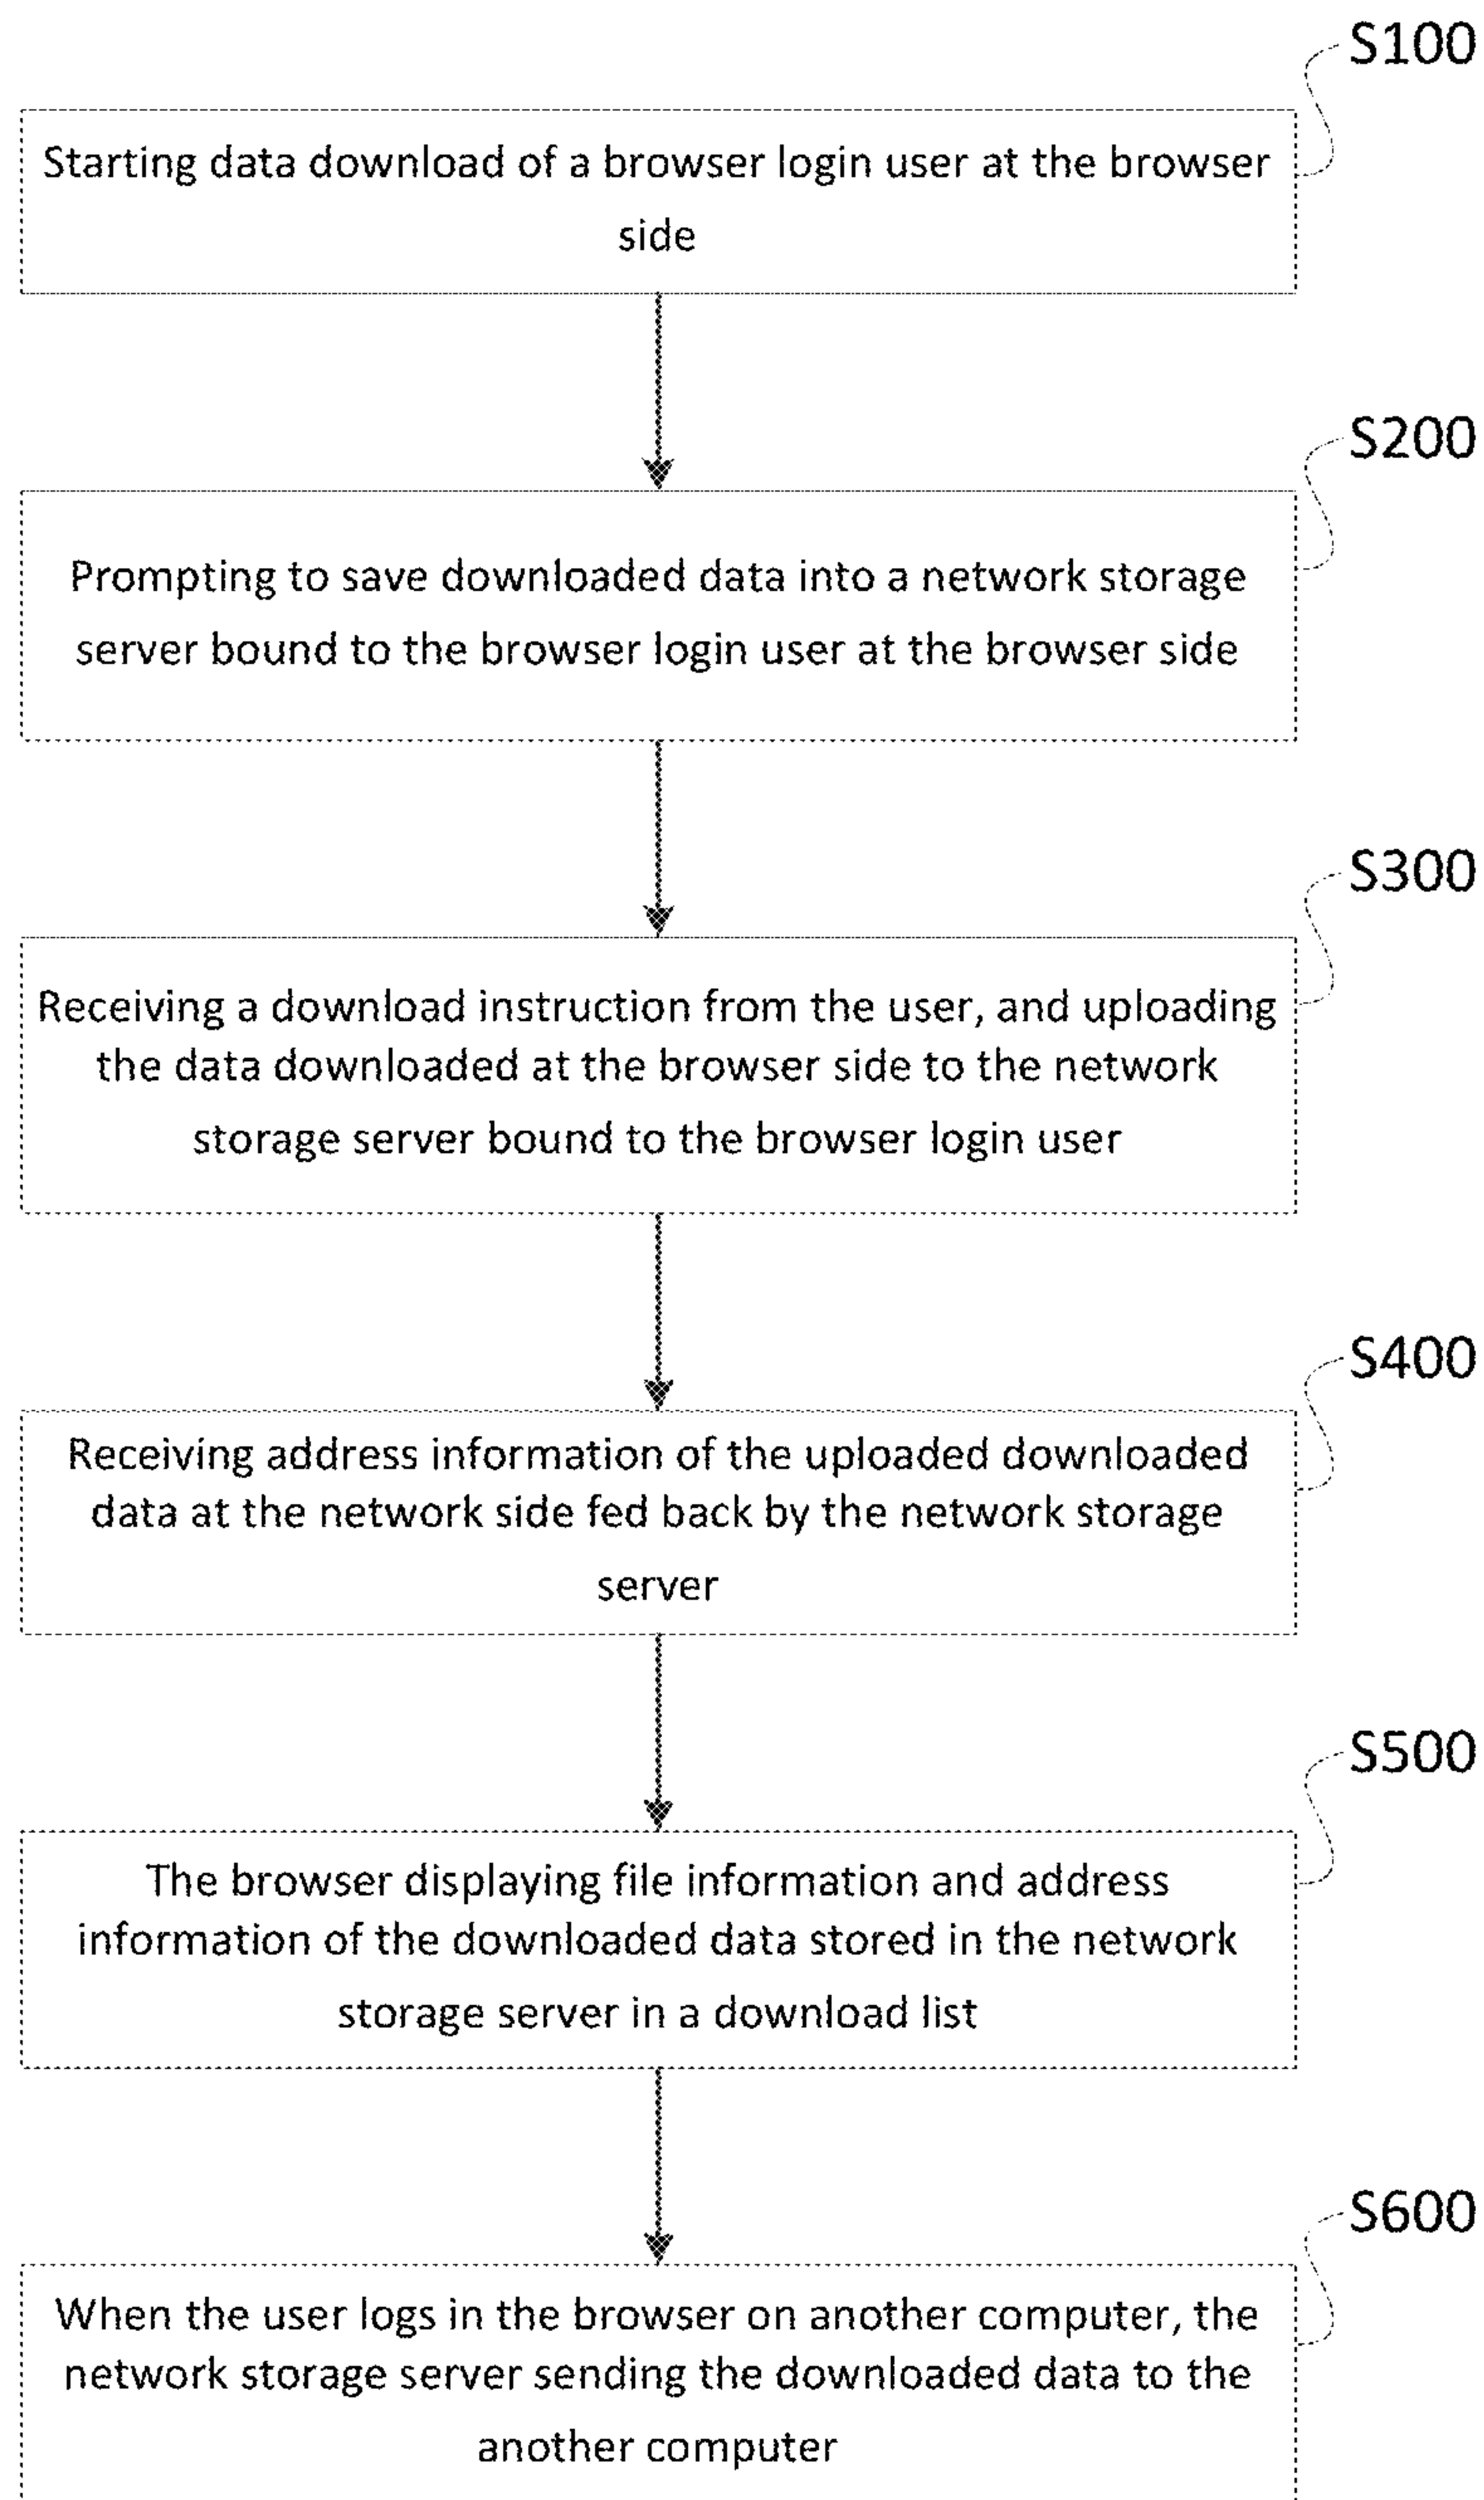 S100
Starting data download of a browser login user at the browser
side
S200
Prompting to save downloaded data into a network storage
server bound to the browser login user at the browser side
S300
Receiving a download instruction from the user, and uploading
the data downloaded at the browser side to the network
storage server bound to the browser login user
S400
Receiving address information of the uploaded downloaded
data at the network side fed back by the network storage
server
S500
The browser displaying file information and address
information of the downloaded data stored in the network
storage server in a download list
S600
When the user logs in the browser on another computer, the
network storage server sending the downloaded data to the
another computer